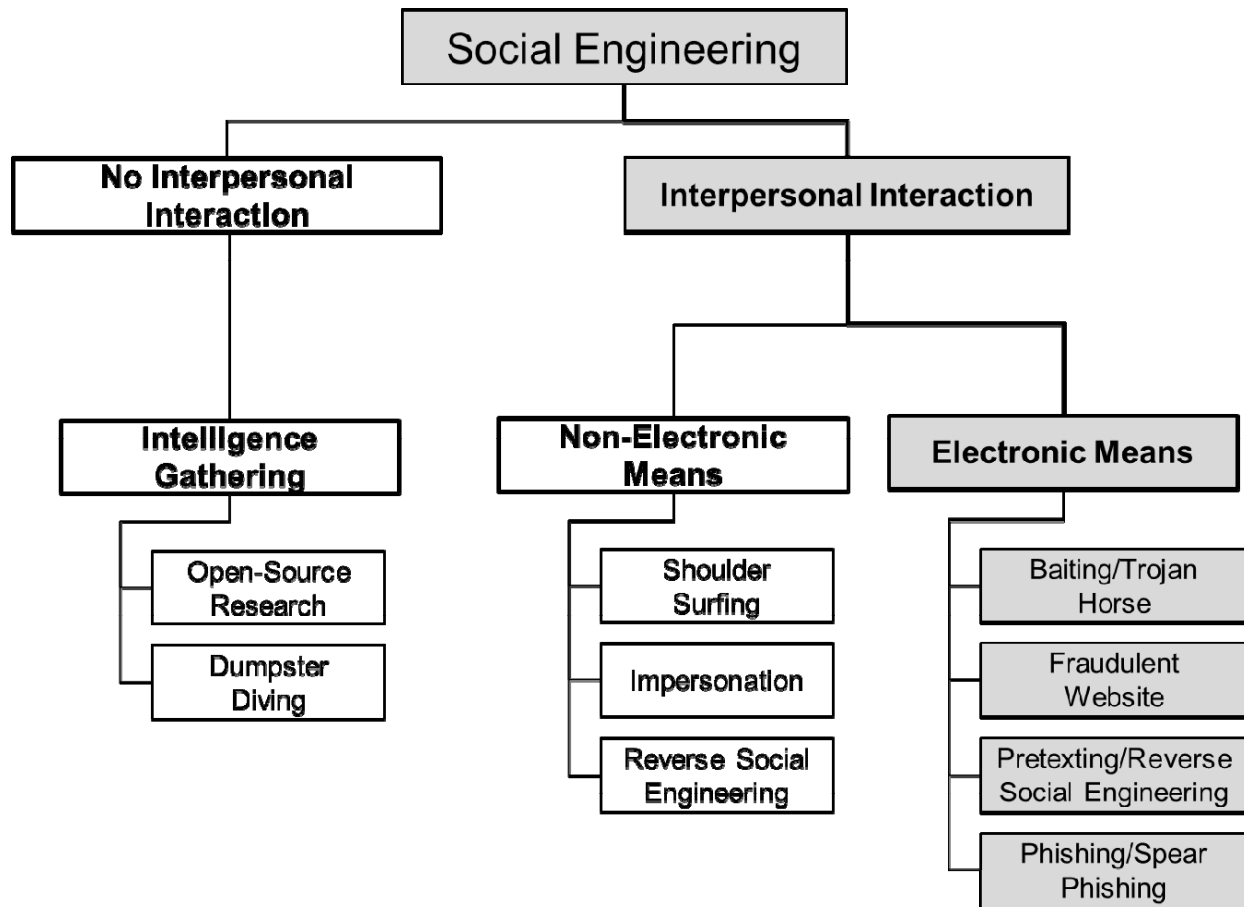 Social Engineering
No Interpersonal
Interaction
Interpersonal Interaction
Intelligence
Gathering
Non-Electronic
Means
Electronic Means
Open-Source
Research
Dumpster
Diving
Shoulder
Surfing
Impersonation
Reverse Social
Engineering
Baiting/Trojan
Horse
Fraudulent
Website
Pretexting/Reverse
Social Engineering
Phishing/Spear
Phishing